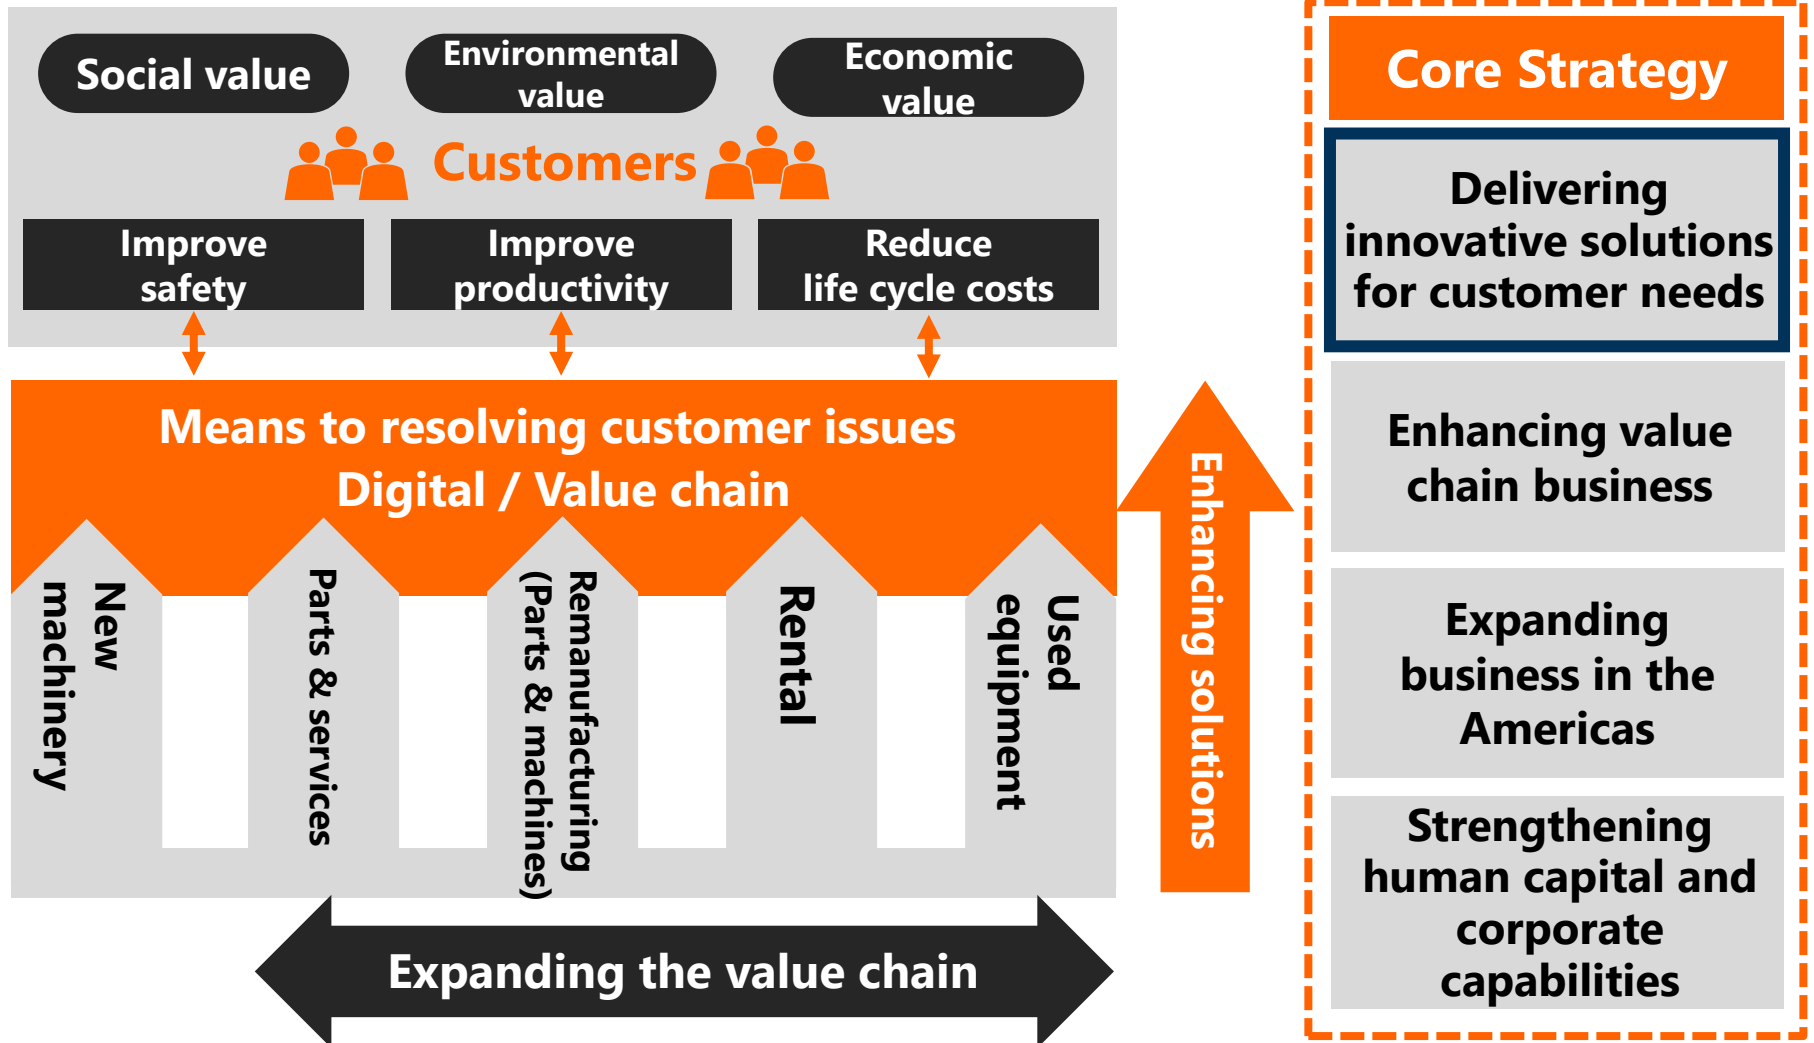 Social value
Environmental
value
Economic
value
Customers
Improve
safety
Improve
productivity
Reduce
life cycle costs
Means to resolving customer issues
Digital / Value chain
New
machinery
Parts & services
Remanufacturing
(Parts & machines)
Rental
Used
equipment
Expanding the value chain
Enhancing solutions
Core Strategy
Delivering
innovative solutions
for customer needs
Enhancing value
chain business
Expanding
business in the
Americas
Strengthening
human capital and
corporate
capabilities